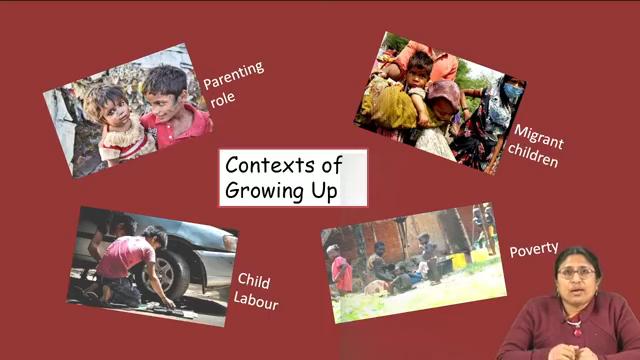 Parenting
role
Migrant
children
Contexts of
Growing Up
Child
Labour
Poverty